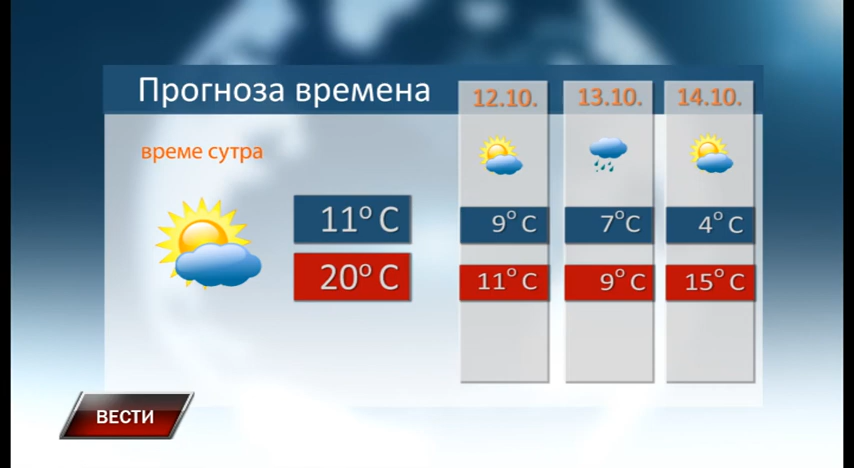 Прогноза времена
време сутра
11° C
20° C
12.10.
9° C
11° C
13.10.
7°C
9° C
14.10.
4° C
15° C
ВЕСТИ